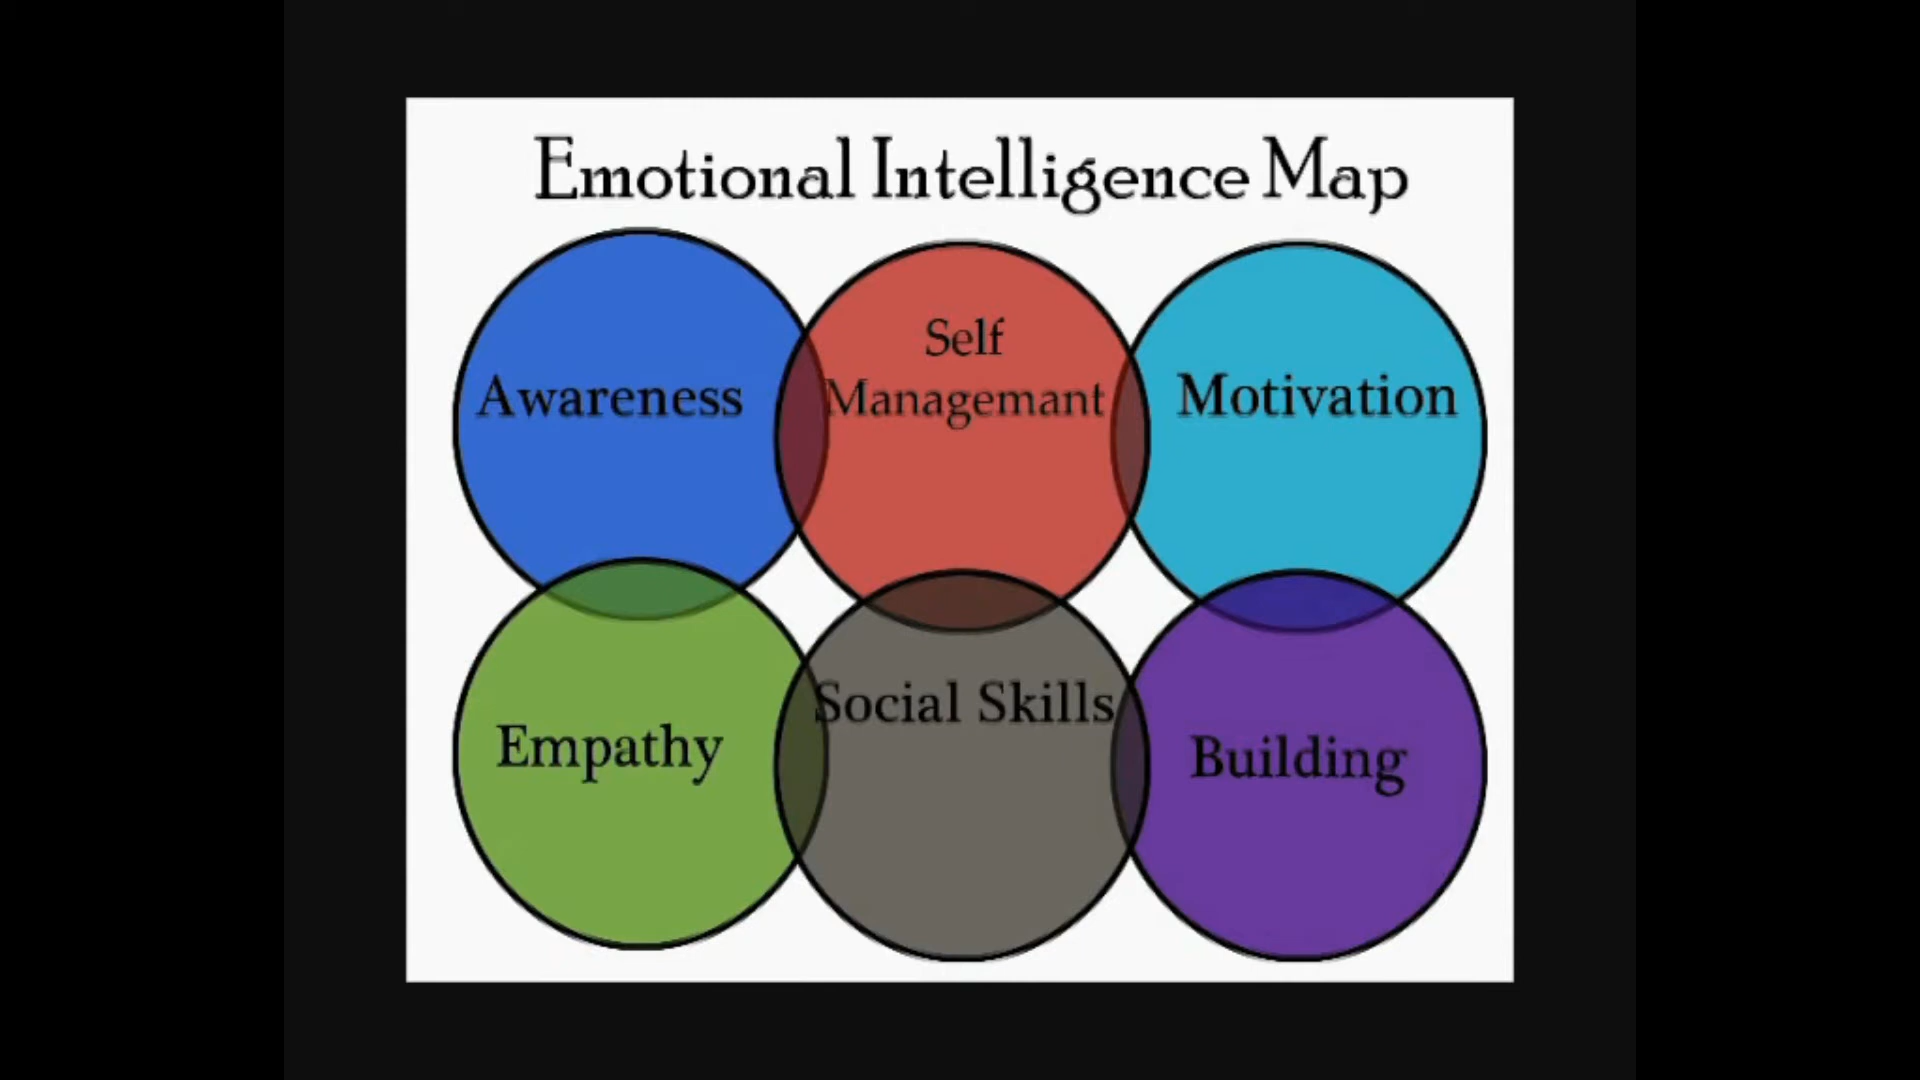 Emotional Intelligence Map
Awareness
Self
Managemant
Motivation
Empathy
Social Skills
Building